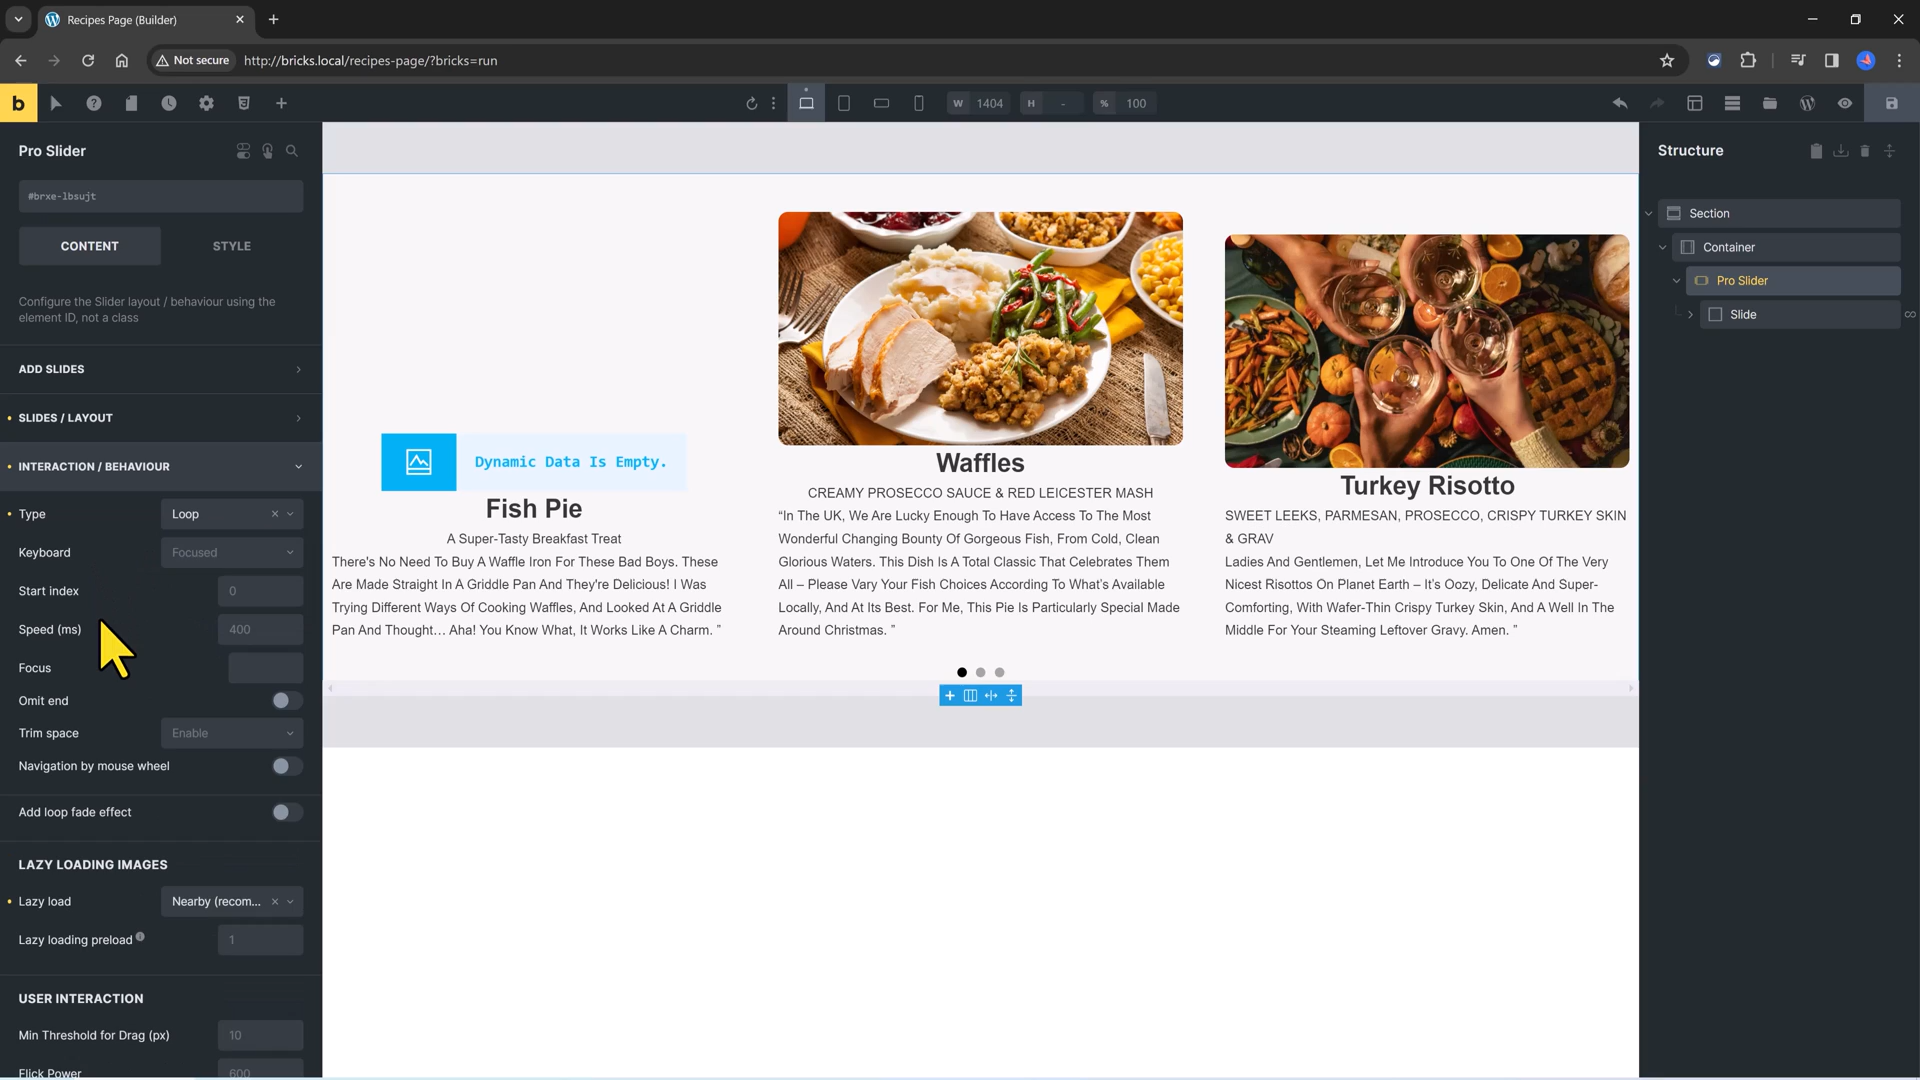 Recipes Page (Builder)
Not secure
http://bricks.local/recipes-page/?bricks=run
b
W 1404
H -
% 100
Pro Slider
#brxe-lbsujt
CONTENT
STYLE
Configure the Slider layout / behaviour using the
element ID, not a class
ADD SLIDES
SLIDES / LAYOUT
INTERACTION / BEHAVIOUR
Type
Loop
Keyboard
Focused
Start index
0
Speed (ms)
400
Focus
Omit end
Trim space
Enable
Navigation by mouse wheel
Add loop fade effect
LAZY LOADING IMAGES
Lazy load
Nearby (recom...
Lazy loading preload
1
USER INTERACTION
Min Threshold for Drag (px)
10
Flick Power
600
Dynamic Data Is Empty.
Fish Pie
A Super-Tasty Breakfast Treat
There's No Need To Buy A Waffle Iron For These Bad Boys. These
Are Made Straight In A Griddle Pan And They're Delicious! I Was
Trying Different Ways Of Cooking Waffles, And Looked At A Griddle
Pan And Thought… Aha! You Know What, It Works Like A Charm. ”
Waffles
CREAMY PROSECCO SAUCE & RED LEICESTER MASH
“In The UK, We Are Lucky Enough To Have Access To The Most
Wonderful Changing Bounty Of Gorgeous Fish, From Cold, Clean
Glorious Waters. This Dish Is A Total Classic That Celebrates Them
All – Please Vary Your Fish Choices According To What’s Available
Locally, And At Its Best. For Me, This Pie Is Particularly Special Made
Around Christmas. ”
Turkey Risotto
SWEET LEEKS, PARMESAN, PROSECCO, CRISPY TURKEY SKIN
& GRAV
Ladies And Gentlemen, Let Me Introduce You To One Of The Very
Nicest Risottos On Planet Earth – It’s Oozy, Delicate And Super-
Comforting, With Wafer-Thin Crispy Turkey Skin, And A Well In The
Middle For Your Steaming Leftover Gravy. Amen. ”
Structure
Section
Container
Pro Slider
Slide